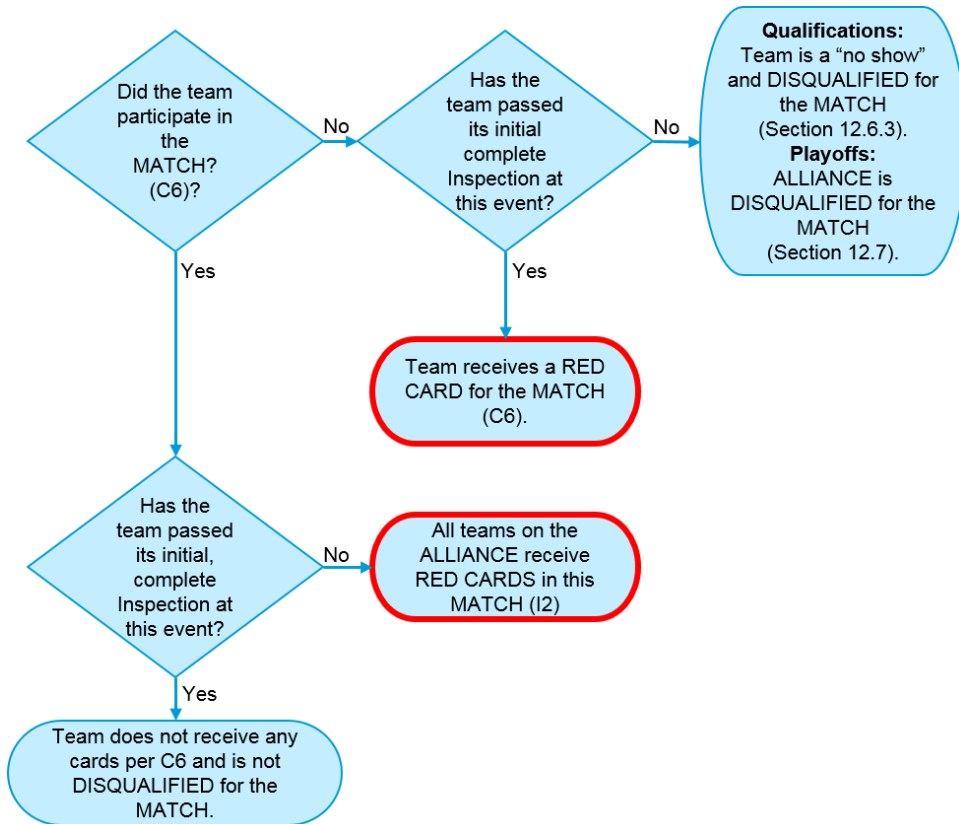 Did the team
participate in
the
MATCH?
(C6)?
No
Has the
team passed
its initial
complete
Inspection at
this event?
No
Qualifications:
Team is a “no show”
and DISQUALIFIED for
the MATCH
(Section 12.6.3).
Playoffs:
ALLIANCE is
DISQUALIFIED for the
MATCH
(Section 12.7).
Yes
Yes
Team receives a RED
CARD for the MATCH
(C6).
Has the
team passed
its initial,
complete
Inspection at
this event?
No
All teams on the
ALLIANCE receive
RED CARDS in this
MATCH (I2)
Yes
Team does not receive any
cards per C6 and is not
DISQUALIFIED for the
MATCH.